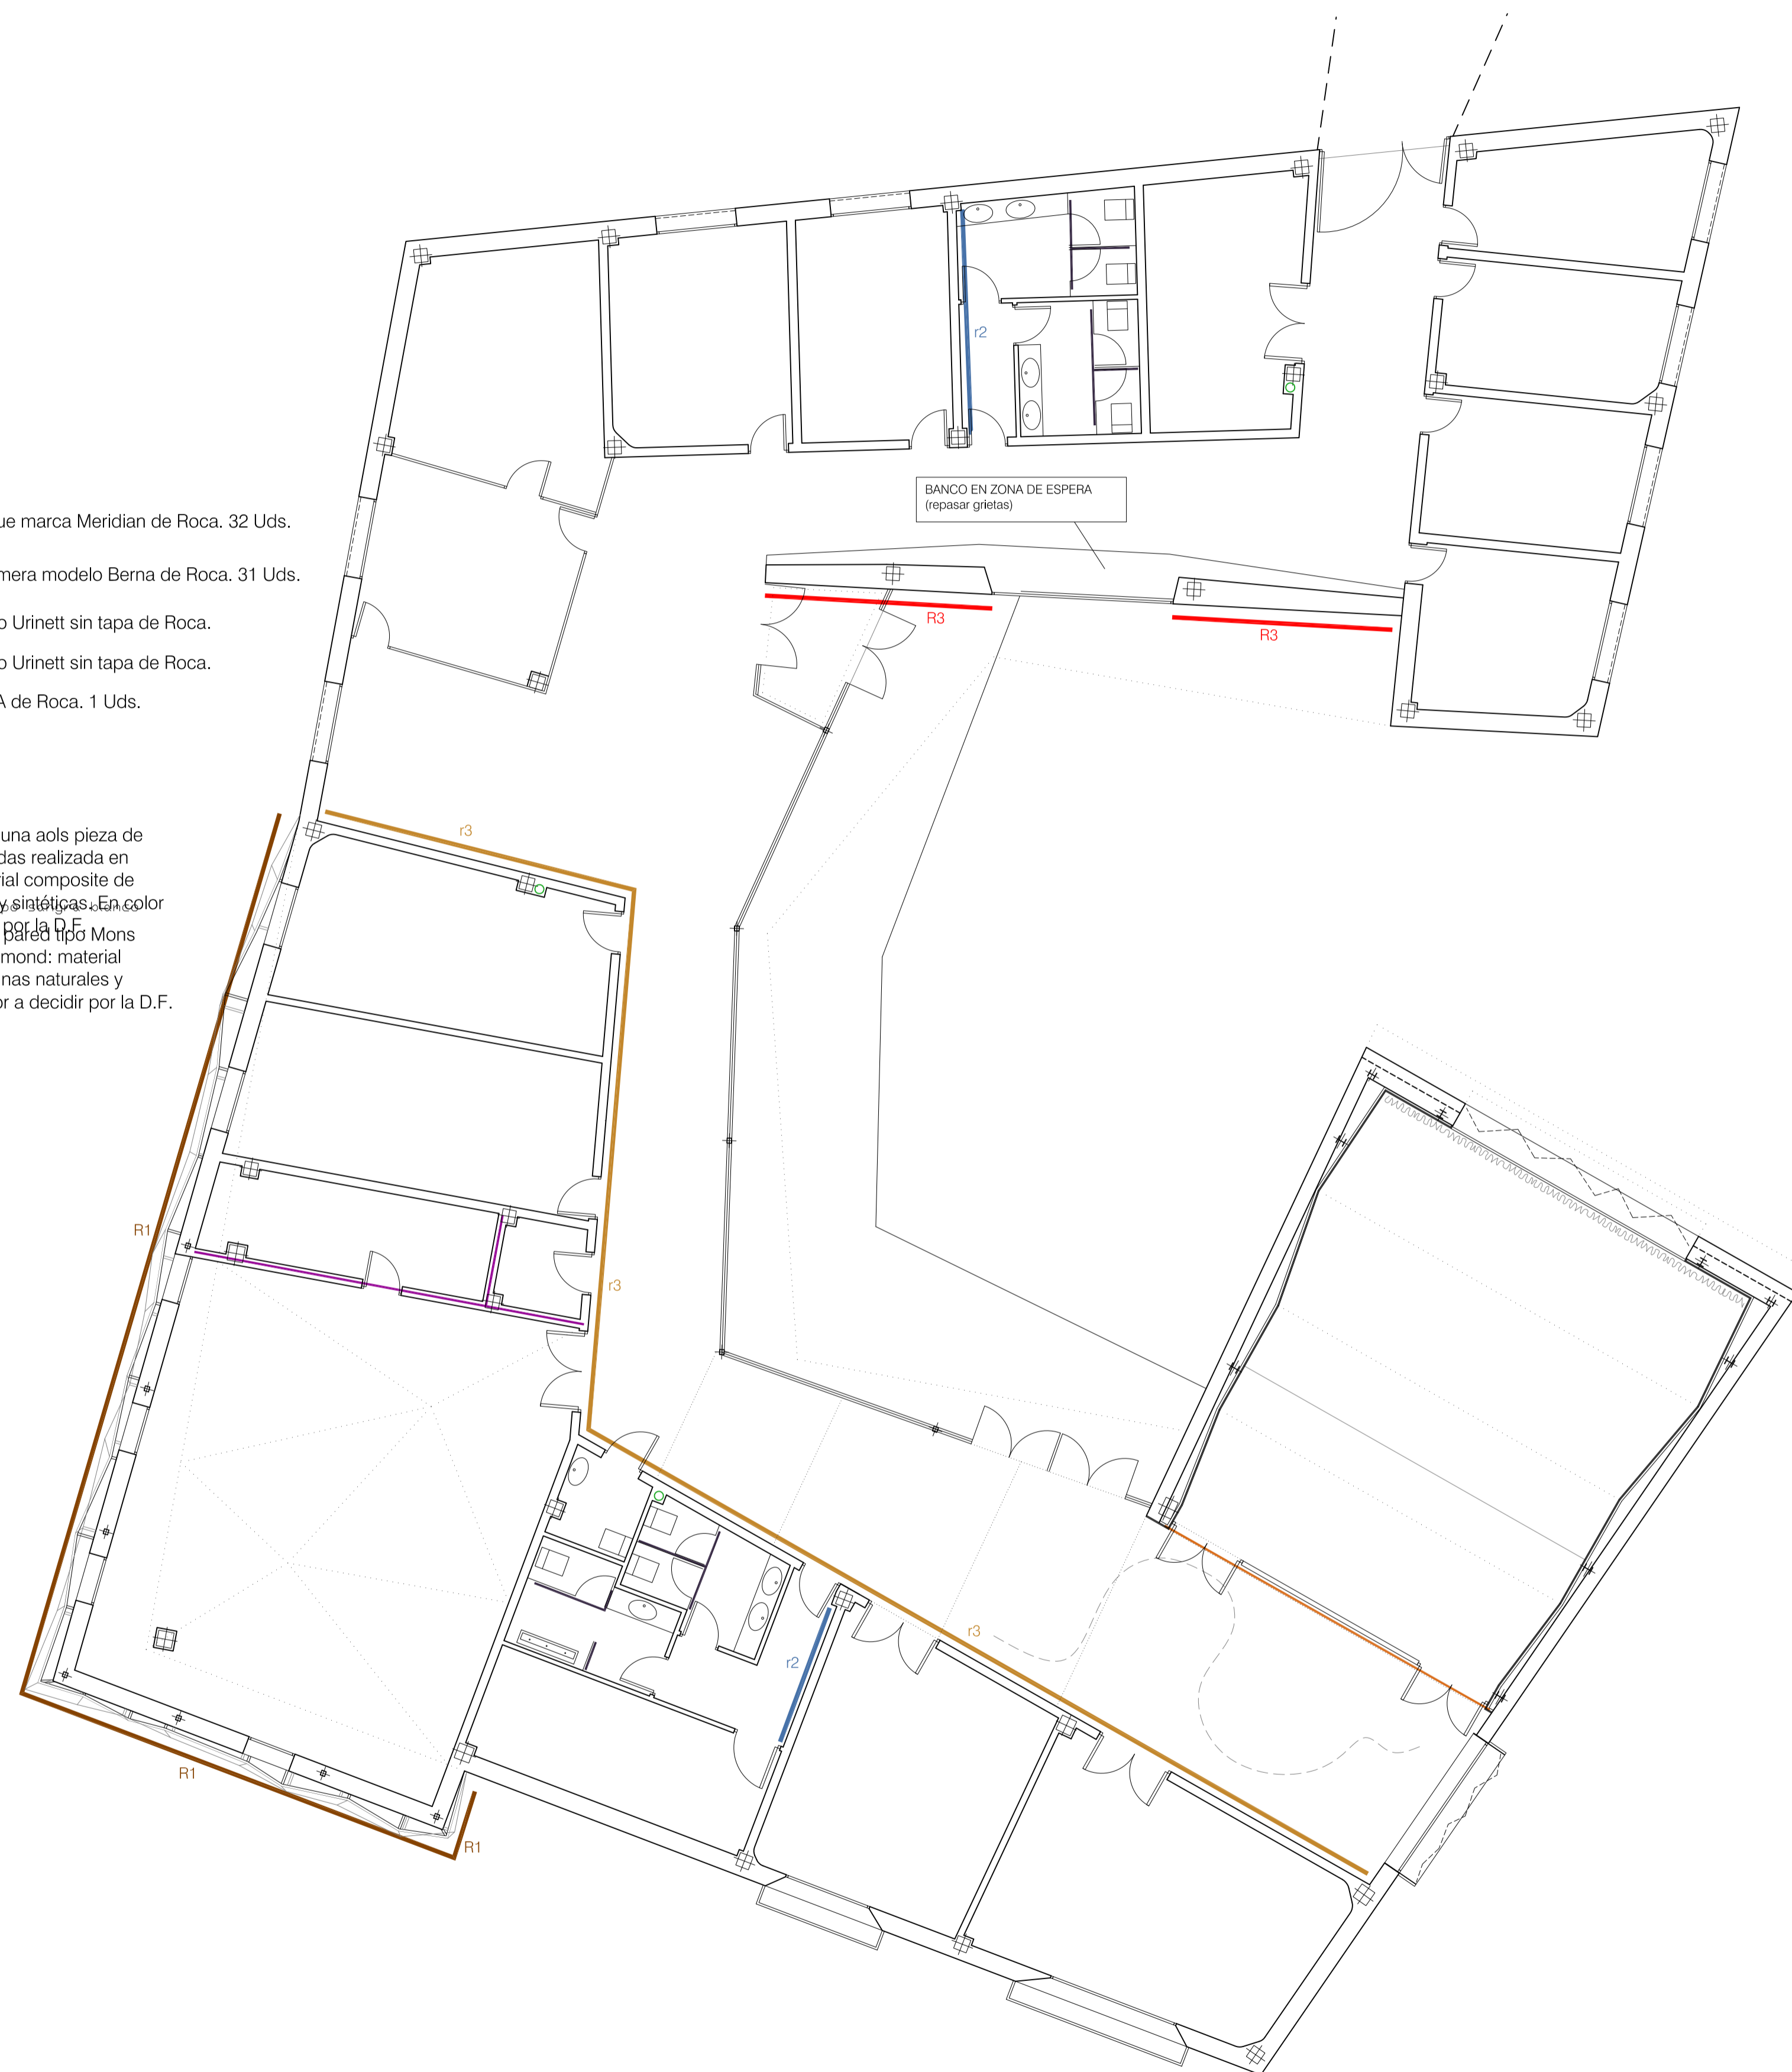 r2
BANCO EN ZONA DE ESPERA
(repasar grietas)
ue marca Meridian de Roca. 32 Uds.
mera modelo Berna de Roca. 31 Uds.
o Urinett sin tapa de Roca.
o Urinett sin tapa de Roca.
A de Roca. 1 Uds.
R3
R3
r3
una aols pieza de
das realizada en
rial composite de
y sintéticas. En color
por la D.F.
pared tipo Mons
mond: material
nas naturales y
or a decidir por la D.F.
R1
r3
r3
r2
R1
R1